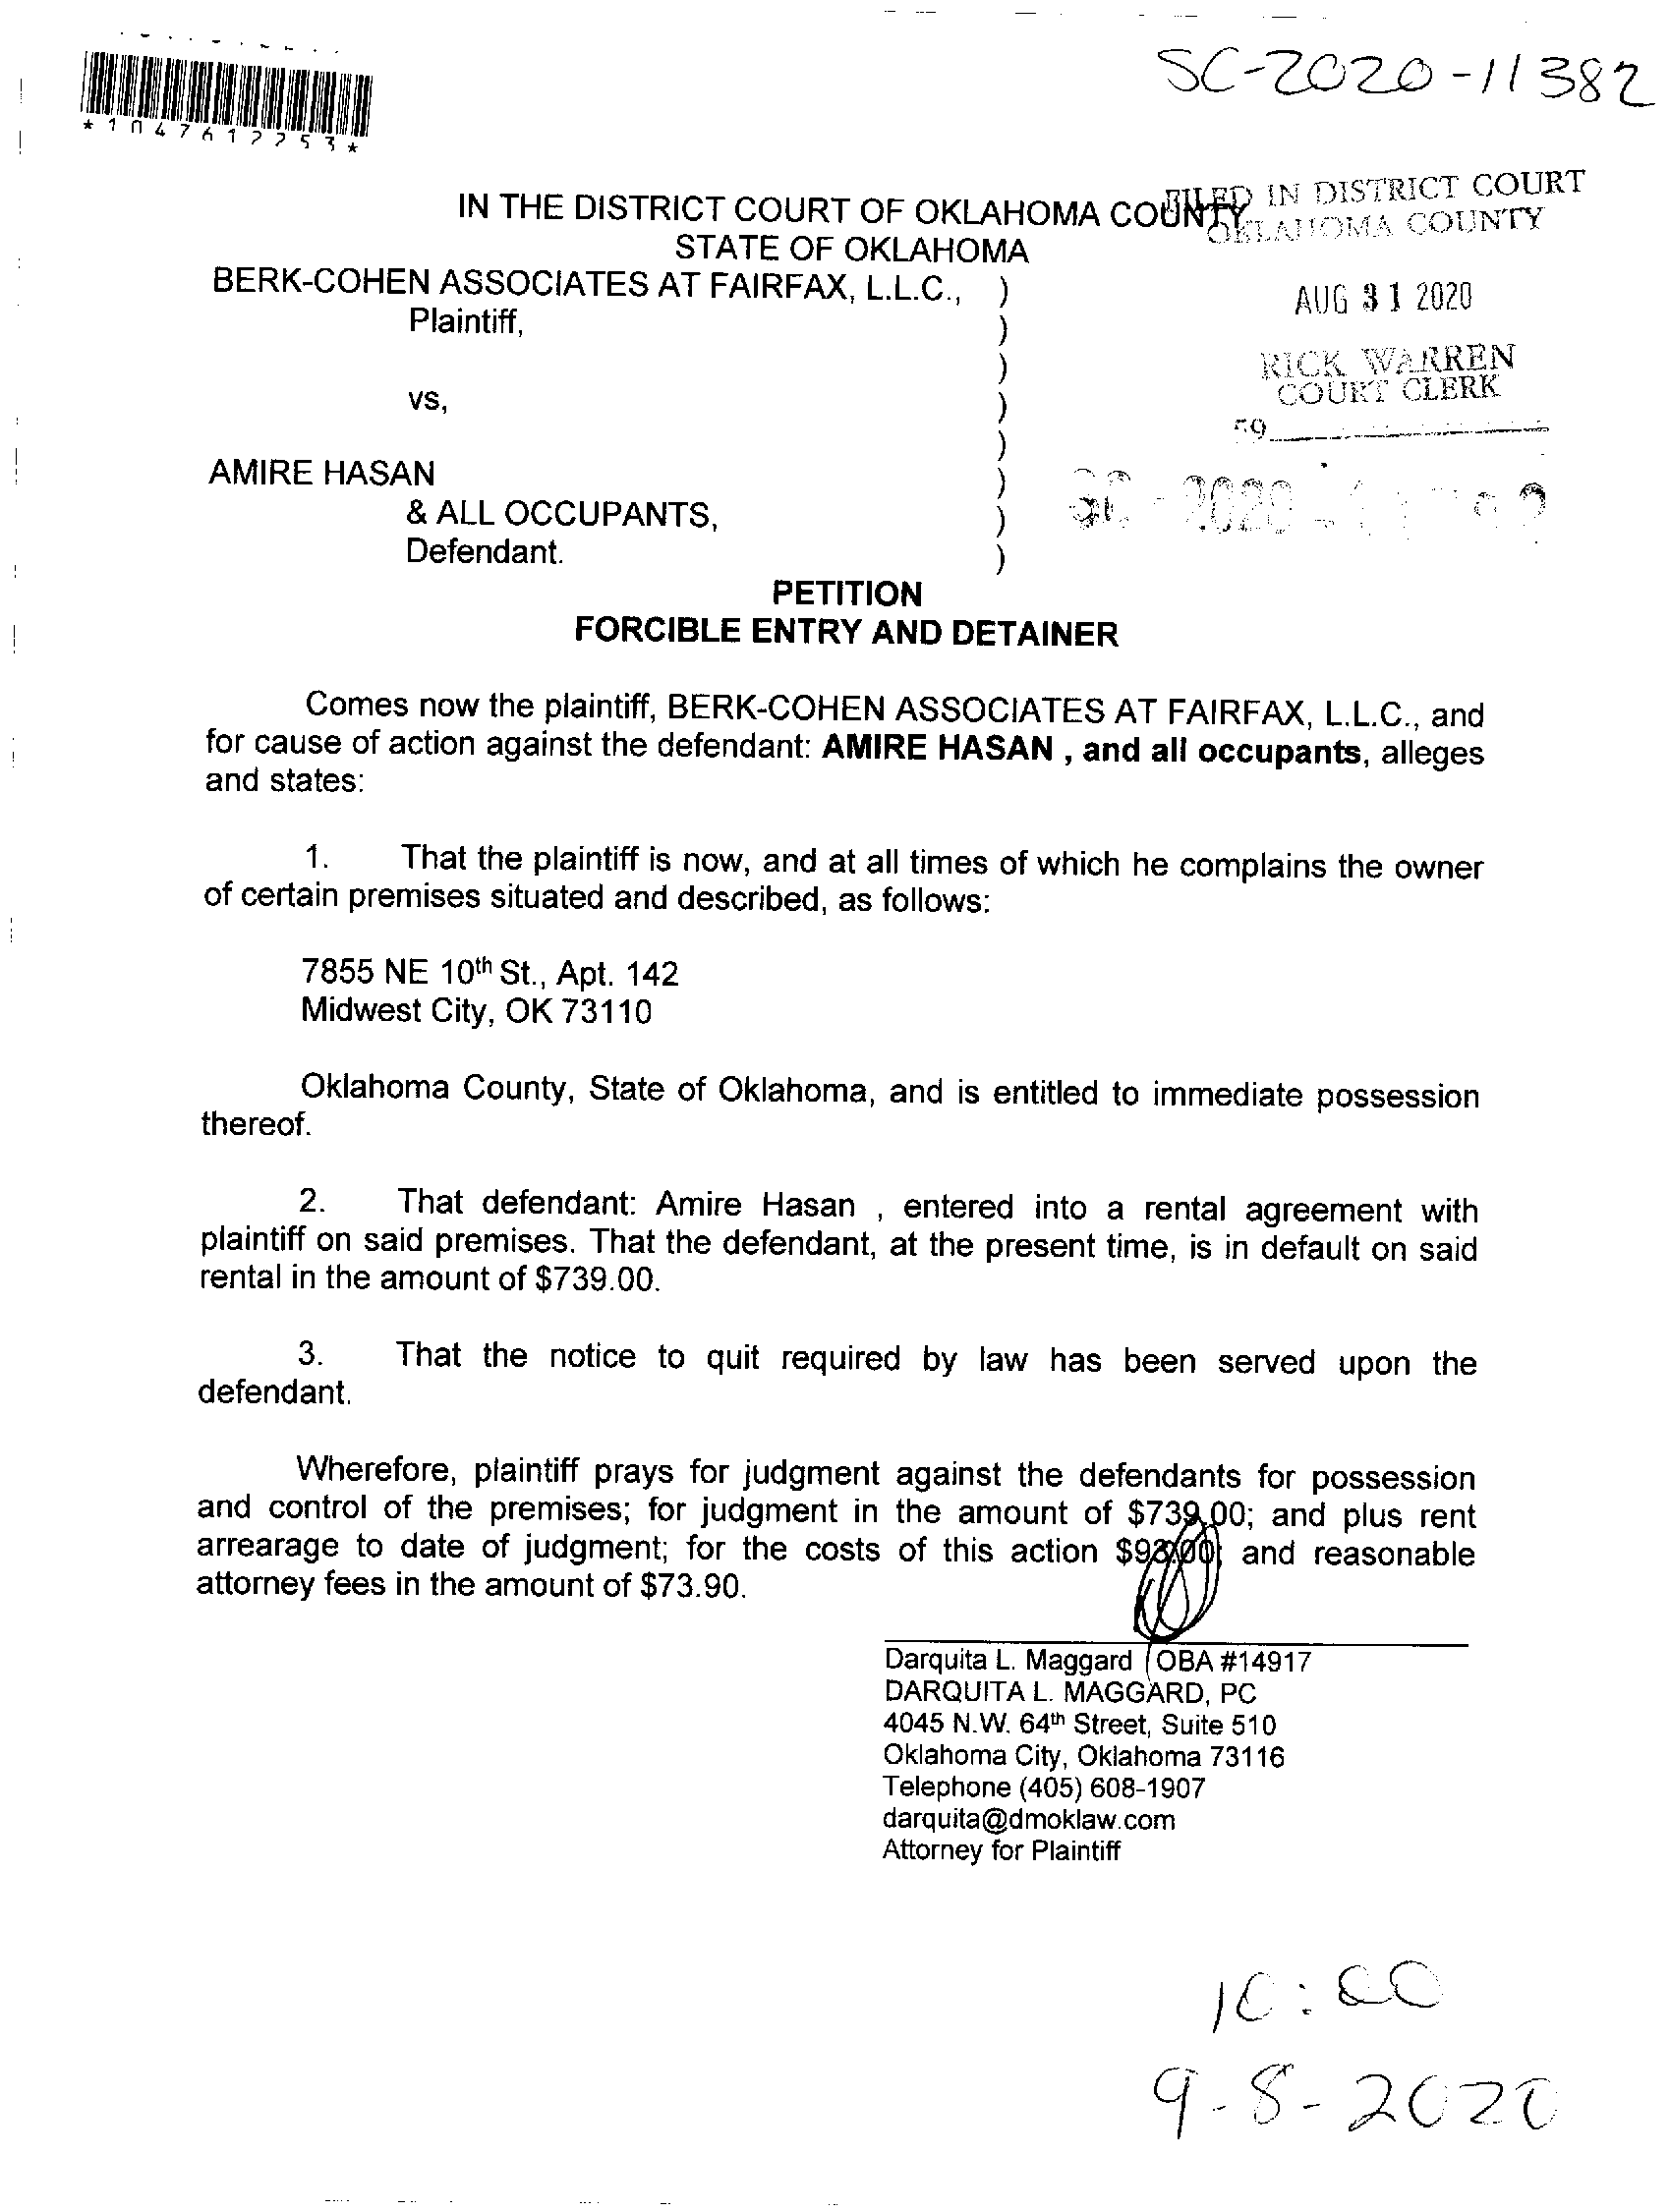 SC-2020-11382
*1047612253*
FILED IN DISTRICT COURT
OKLAHOMA COUNTY
IN THE DISTRICT COURT OF OKLAHOMA COUNTY
STATE OF OKLAHOMA
BERK-COHEN ASSOCIATES AT FAIRFAX, L.L.C., )
Plaintiff, )
AUG 31 2020
)
RICK WARREN
COURT CLERK
vs, )
59
)
AMIRE HASAN )
SC-2020-
& ALL OCCUPANTS, )
Defendant. )
PETITION
FORCIBLE ENTRY AND DETAINER
Comes now the plaintiff, BERK-COHEN ASSOCIATES AT FAIRFAX, L.L.C., and
for cause of action against the defendant: AMIRE HASAN , and all occupants, alleges
and states:
1. That the plaintiff is now, and at all times of which he complains the owner
of certain premises situated and described, as follows:
7855 NE 10th St., Apt. 142
Midwest City, OK 73110
Oklahoma County, State of Oklahoma, and is entitled to immediate possession
thereof.
2. That defendant: Amire Hasan , entered into a rental agreement with
plaintiff on said premises. That the defendant, at the present time, is in default on said
rental in the amount of $739.00.
3. That the notice to quit required by law has been served upon the
defendant.
Wherefore, plaintiff prays for judgment against the defendants for possession
and control of the premises; for judgment in the amount of $739.00; and plus rent
arrearage to date of judgment; for the costs of this action and reasonable
attorney fees in the amount of $73.90.
Darquita L. Maggard OBA #14917
DARQUITA L. MAGGARD, PC
4045 N.W. 64th Street, Suite 510
Oklahoma City, Oklahoma 73116
Telephone (405) 608-1907
darquita@dmoklaw.com
Attorney for Plaintiff
10:00
9-8-2020